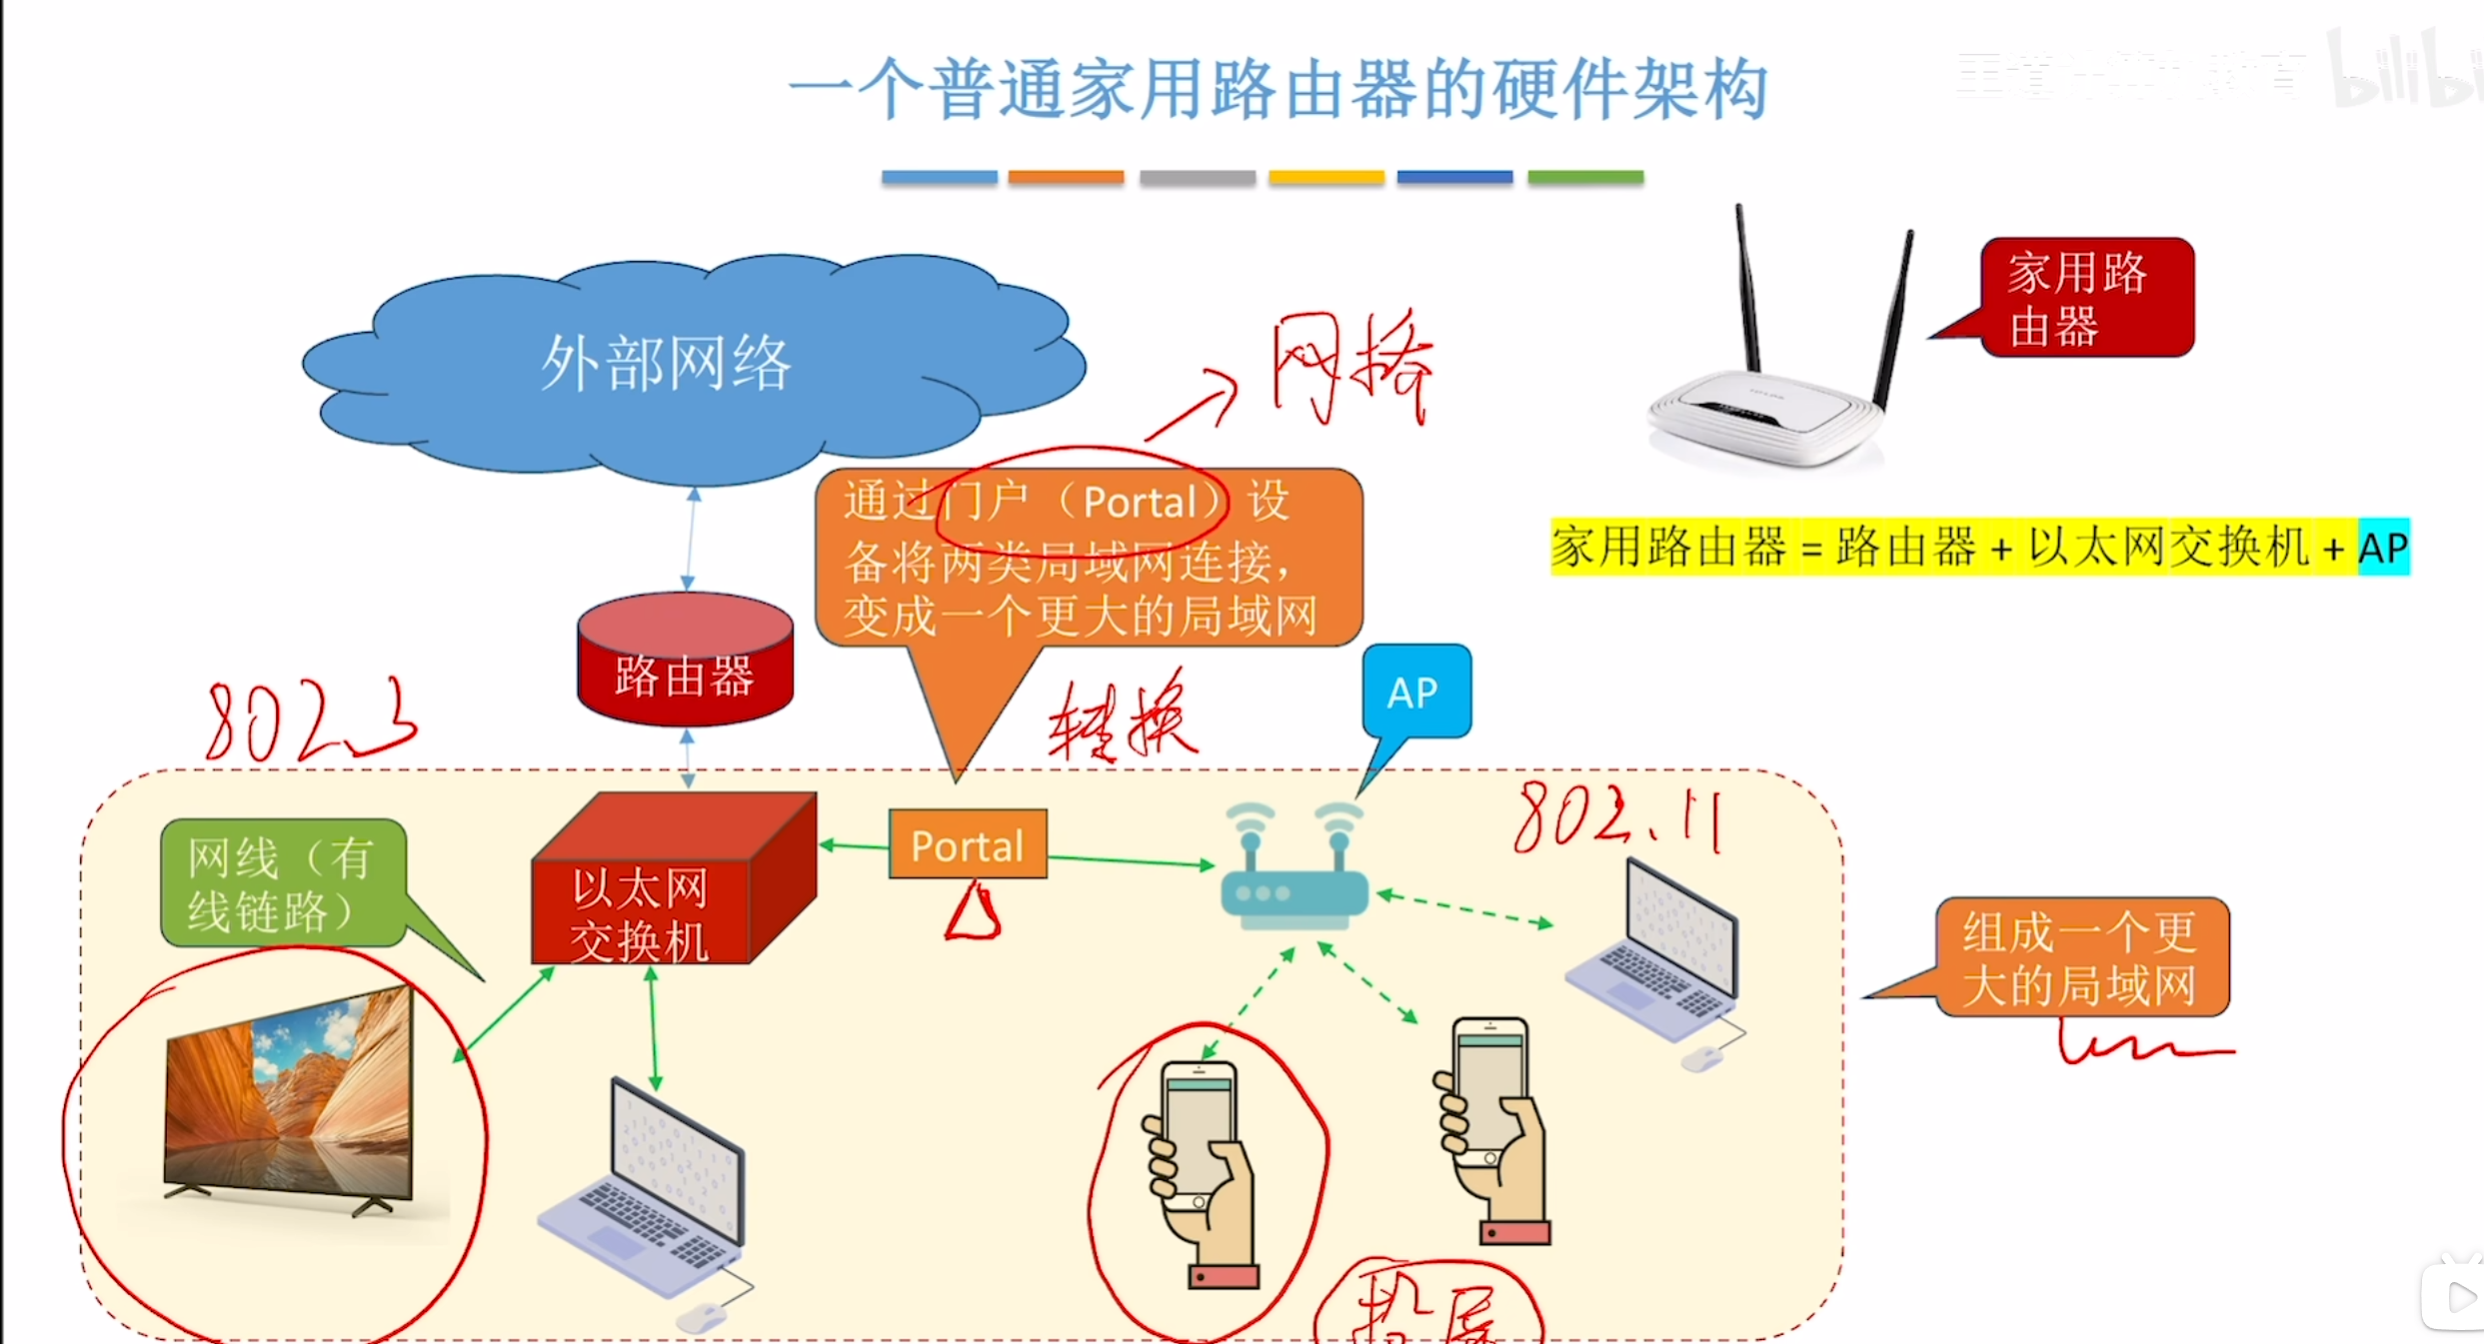 一个普通家用路由器的硬件架构
bilibili
家用路
由器
外部网络
网桥
通过门户（Portal）设
备将两类局域网连接，
变成一个更大的局域网
家用路由器 = 路由器 + 以太网交换机 + AP
路由器
802.3
转换
AP
802.11
网线（有
线链路）
以太网
交换机
Portal
组成一个更
大的局域网
投屏